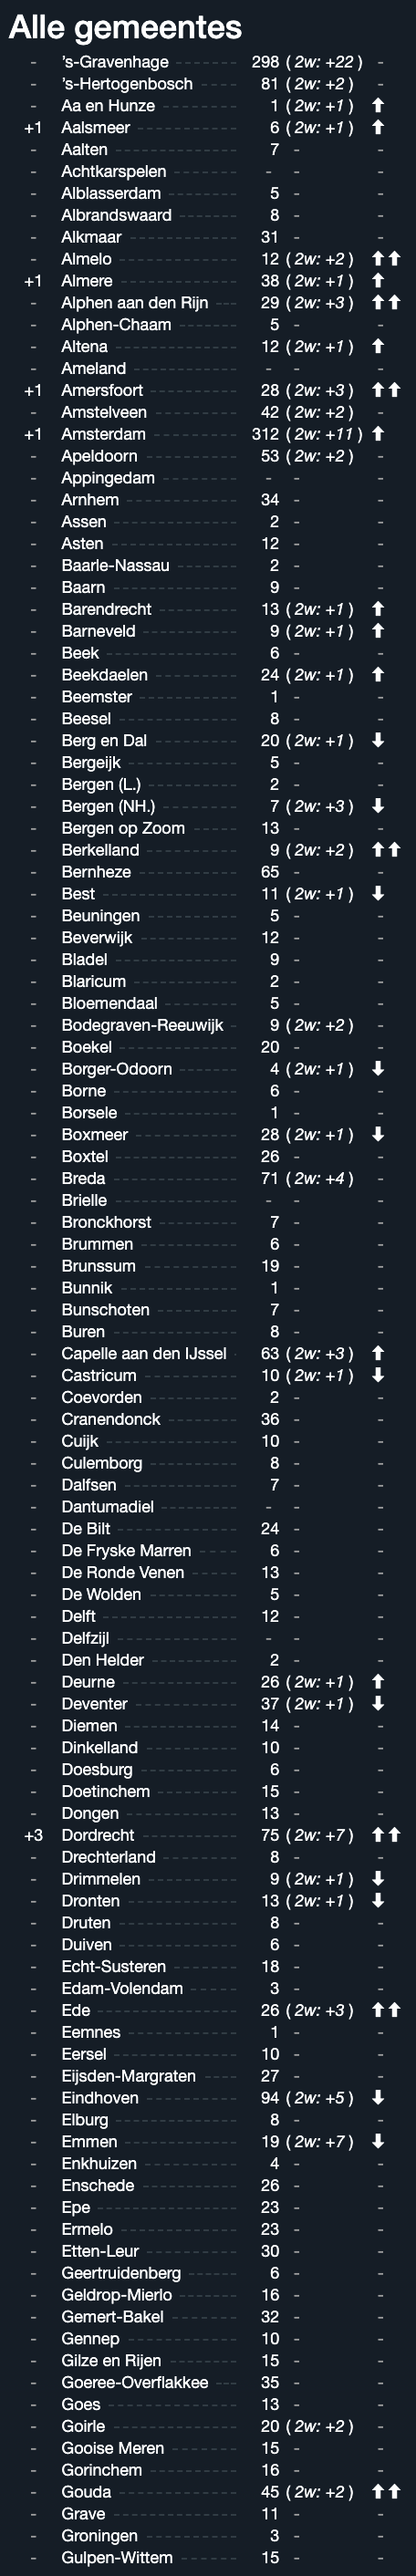 Alle gemeentes
- 's-Gravenhage 298 ( 2w: +22 ) -
- 's-Hertogenbosch 81 ( 2w: +2 ) -
- Aa en Hunze 1 ( 2w: +1 ) ⬆
+1 Aalsmeer 6 ( 2w: +1 ) ⬆
- Aalten 7 - -
- Achtkarspelen - - -
- Alblasserdam 5 - -
- Albrandswaard 8 - -
- Alkmaar 31 - -
- Almelo 12 ( 2w: +2 ) ⬆⬆
+1 Almere 38 ( 2w: +1 ) ⬆
- Alphen aan den Rijn 29 ( 2w: +3 ) ⬆⬆
- Alphen-Chaam 5 - -
- Altena 12 ( 2w: +1 ) ⬆
- Ameland - - -
+1 Amersfoort 28 ( 2w: +3 ) ⬆⬆
- Amstelveen 42 ( 2w: +2 ) -
+1 Amsterdam 312 ( 2w: +11 ) ⬆
- Apeldoorn 53 ( 2w: +2 ) -
- Appingedam - - -
- Arnhem 34 - -
- Assen 2 - -
- Asten 12 - -
- Baarle-Nassau 2 - -
- Baarn 9 - -
- Barendrecht 13 ( 2w: +1 ) ⬆
- Barneveld 9 ( 2w: +1 ) ⬆
- Beek 6 - -
- Beekdaelen 24 ( 2w: +1 ) ⬆
- Beemster 1 - -
- Beesel 8 - -
- Berg en Dal 20 ( 2w: +1 ) ⬇
- Bergeijk 5 - -
- Bergen (L.) 2 - -
- Bergen (NH.) 7 ( 2w: +3 ) ⬇
- Bergen op Zoom 13 - -
- Berkelland 9 ( 2w: +2 ) ⬆⬆
- Bernheze 65 - -
- Best 11 ( 2w: +1 ) ⬇
- Beuningen 5 - -
- Beverwijk 12 - -
- Bladel 9 - -
- Blaricum 2 - -
- Bloemendaal 5 - -
- Bodegraven-Reeuwijk 9 ( 2w: +2 ) -
- Boekel 20 - -
- Borger-Odoorn 4 ( 2w: +1 ) ⬇
- Borne 6 - -
- Borsele 1 - -
- Boxmeer 28 ( 2w: +1 ) ⬇
- Boxtel 26 - -
- Breda 71 ( 2w: +4 ) -
- Brielle - - -
- Bronckhorst 7 - -
- Brummen 6 - -
- Brunssum 19 - -
- Bunnik 1 - -
- Bunschoten 7 - -
- Buren 8 - -
- Capelle aan den IJssel 63 ( 2w: +3 ) ⬆
- Castricum 10 ( 2w: +1 ) ⬇
- Coevorden 2 - -
- Cranendonck 36 - -
- Cuijk 10 - -
- Culemborg 8 - -
- Dalfsen 7 - -
- Dantumadiel - - -
- De Bilt 24 - -
- De Fryske Marren 6 - -
- De Ronde Venen 13 - -
- De Wolden 5 - -
- Delft 12 - -
- Delfzijl - - -
- Den Helder 2 - -
- Deurne 26 ( 2w: +1 ) ⬆
- Deventer 37 ( 2w: +1 ) ⬇
- Diemen 14 - -
- Dinkelland 10 - -
- Doesburg 6 - -
- Doetinchem 15 - -
- Dongen 13 - -
+3 Dordrecht 75 ( 2w: +7 ) ⬆⬆
- Drechterland 8 - -
- Drimmelen 9 ( 2w: +1 ) ⬇
- Dronten 13 ( 2w: +1 ) ⬇
- Druten 8 - -
- Duiven 6 - -
- Echt-Susteren 18 - -
- Edam-Volendam 3 - -
- Ede 26 ( 2w: +3 ) ⬆⬆
- Eemnes 1 - -
- Eersel 10 - -
- Eijsden-Margraten 27 - -
- Eindhoven 94 ( 2w: +5 ) ⬇
- Elburg 8 - -
- Emmen 19 ( 2w: +7 ) ⬇
- Enkhuizen 4 - -
- Enschede 26 - -
- Epe 23 - -
- Ermelo 23 - -
- Etten-Leur 30 - -
- Geertruidenberg 6 - -
- Geldrop-Mierlo 16 - -
- Gemert-Bakel 32 - -
- Gennep 10 - -
- Gilze en Rijen 15 - -
- Goeree-Overflakkee 35 - -
- Goes 13 - -
- Goirle 20 ( 2w: +2 ) -
- Gooise Meren 15 - -
- Gorinchem 16 - -
- Gouda 45 ( 2w: +2 ) ⬆⬆
- Grave 11 - -
- Groningen 3 - -
- Gulpen-Wittem 15 - -